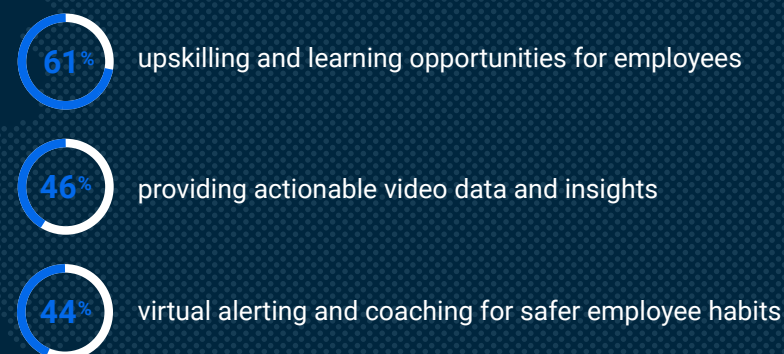 61%
upskilling and learning opportunities for employees
46%
providing actionable video data and insights
44%
virtual alerting and coaching for safer employee habits